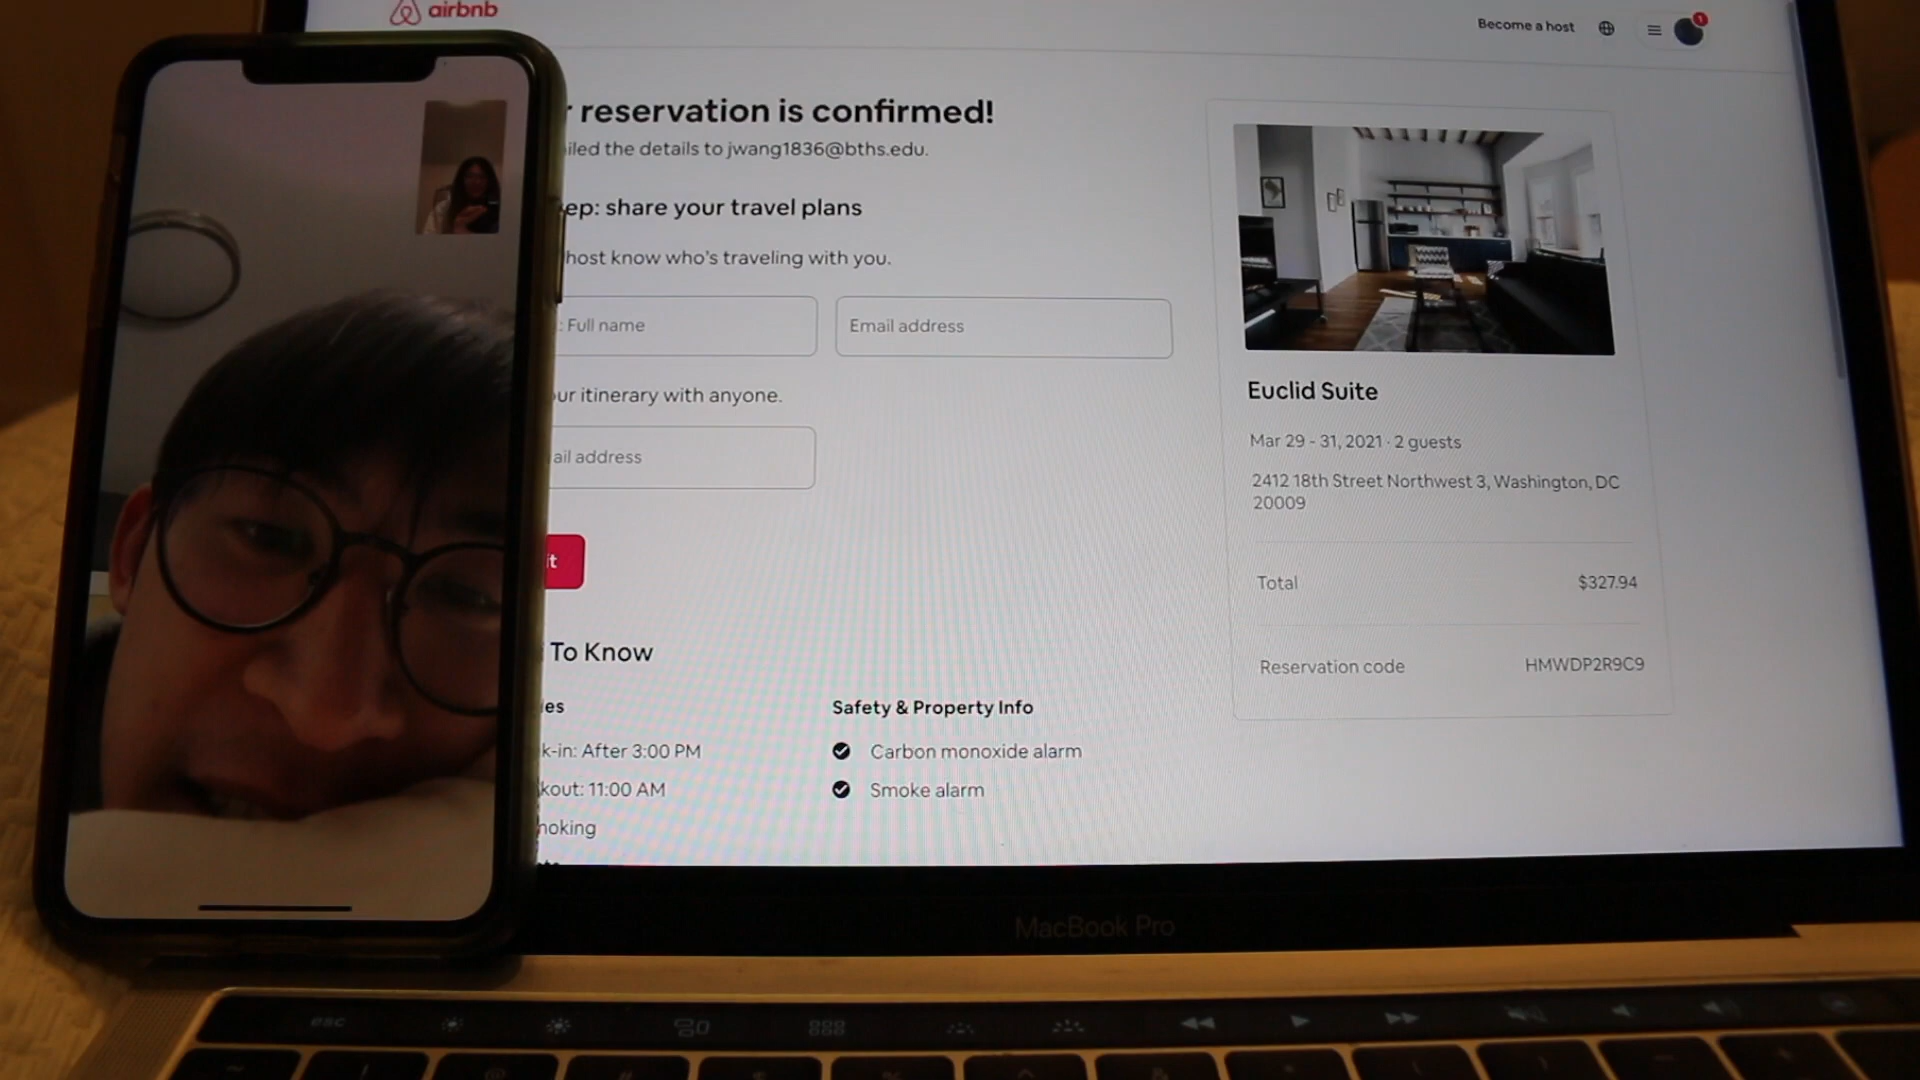 airbnb
Become a host
1
reservation is confirmed!
iled the details to jwang1836@bths.edu.
ep: share your travel plans
host know who's traveling with you.
: Full name
Email address
ur itinerary with anyone.
ail address
it
To Know
es
k-in: After 3:00 PM
kout: 11:00 AM
noking
Safety & Property Info
Carbon monoxide alarm
Smoke alarm
Euclid Suite
Mar 29 - 31, 2021 · 2 guests
2412 18th Street Northwest 3, Washington, DC
20009
Total $327.94
Reservation code HMWDP2R9C9
MacBook Pro
esc